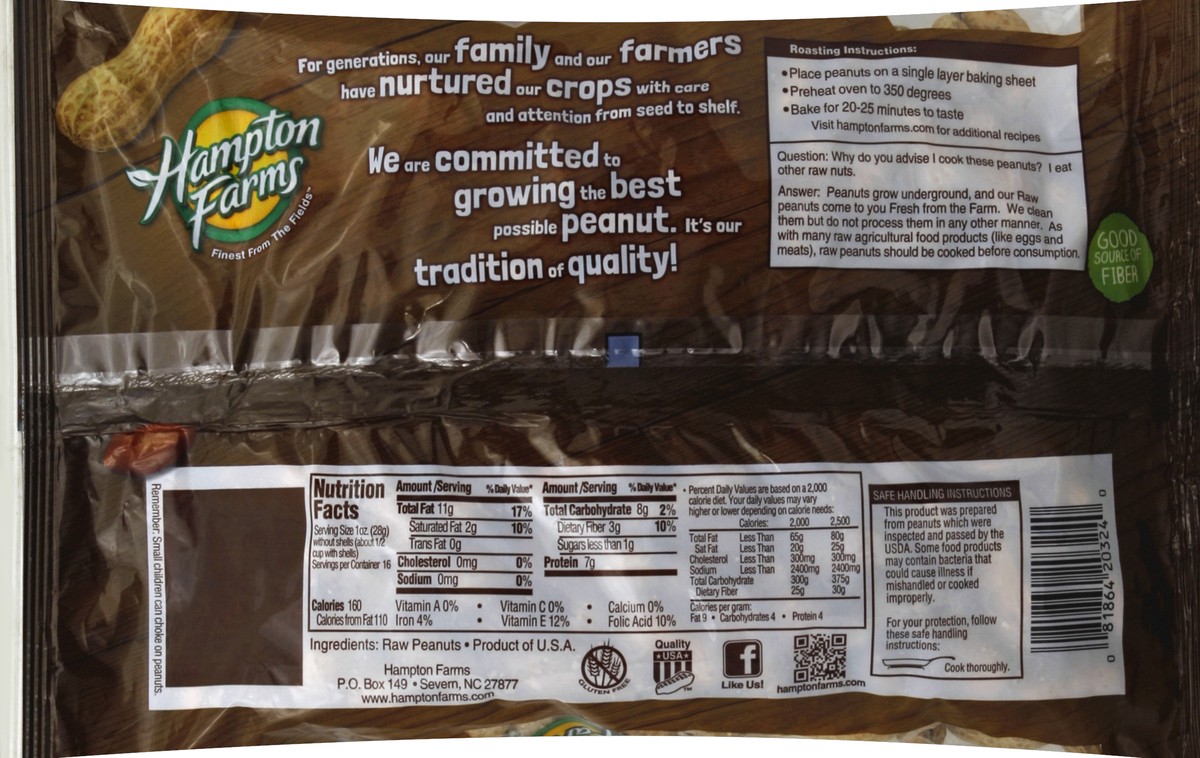 Hampton
Farms
Finest From The Fields™
For generations, our family and our farmers
have nurtured our crops with care
and attention from seed to shelf.
We are committed to
growing the best
possible peanut. It's our
tradition of quality!
Roasting Instructions:
•Place peanuts on a single layer baking sheet
•Preheat oven to 350 degrees
•Bake for 20-25 minutes to taste
Visit hamptonfarms.com for additional recipes
Question: Why do you advise I cook these peanuts? I eat
other raw nuts.
Answer: Peanuts grow underground, and our Raw
peanuts come to you Fresh from the Farm. We clean
them but do not process them in any other manner. As
with many raw agricultural food products (like eggs and
meats), raw peanuts should be cooked before consumption.
GOOD
SOURCE OF
FIBER
Remember: Small children can choke on peanuts.
Nutrition
Facts
Serving Size 1oz. (28g)
without shells (about 1/2
cup with shells)
Servings per Container 16
Calories 160
Calories from Fat 110
Amount /Serving % Daily Value*
Total Fat 11g 17%
Saturated Fat 2g 10%
Trans Fat 0g
Cholesterol 0mg 0%
Sodium 0mg 0%
Amount /Serving % Daily Value*
Total Carbohydrate 8g 2%
Dietary Fiber 3g 10%
Sugars less than 1g
Protein 7g
Vitamin A 0% • Vitamin C 0% • Calcium 0%
Iron 4% • Vitamin E 12% • Folic Acid 10%
* Percent Daily Values are based on a 2,000
calorie diet. Your daily values may vary
higher or lower depending on calorie needs:
Calories: 2,000 2,500
Total Fat Less Than 65g 80g
Sat Fat Less Than 20g 25g
Cholesterol Less Than 300mg 300mg
Sodium Less Than 2400mg 2400mg
Total Carbohydrate 300g 375g
Dietary Fiber 25g 30g
Calories per gram:
Fat 9 • Carbohydrates 4 • Protein 4
Ingredients: Raw Peanuts • Product of U.S.A.
Hampton Farms
P.O. Box 149 • Severn, NC 27877
www.hamptonfarms.com
GLUTEN FREE
Quality
★USA★
™
f
Like Us!
hamptonfarms.com
SAFE HANDLING INSTRUCTIONS
This product was prepared
from peanuts which were
inspected and passed by the
USDA. Some food products
may contain bacteria that
could cause illness if
mishandled or cooked
improperly.
For your protection, follow
these safe handling
instructions:
Cook thoroughly.
0 81864 20324 0